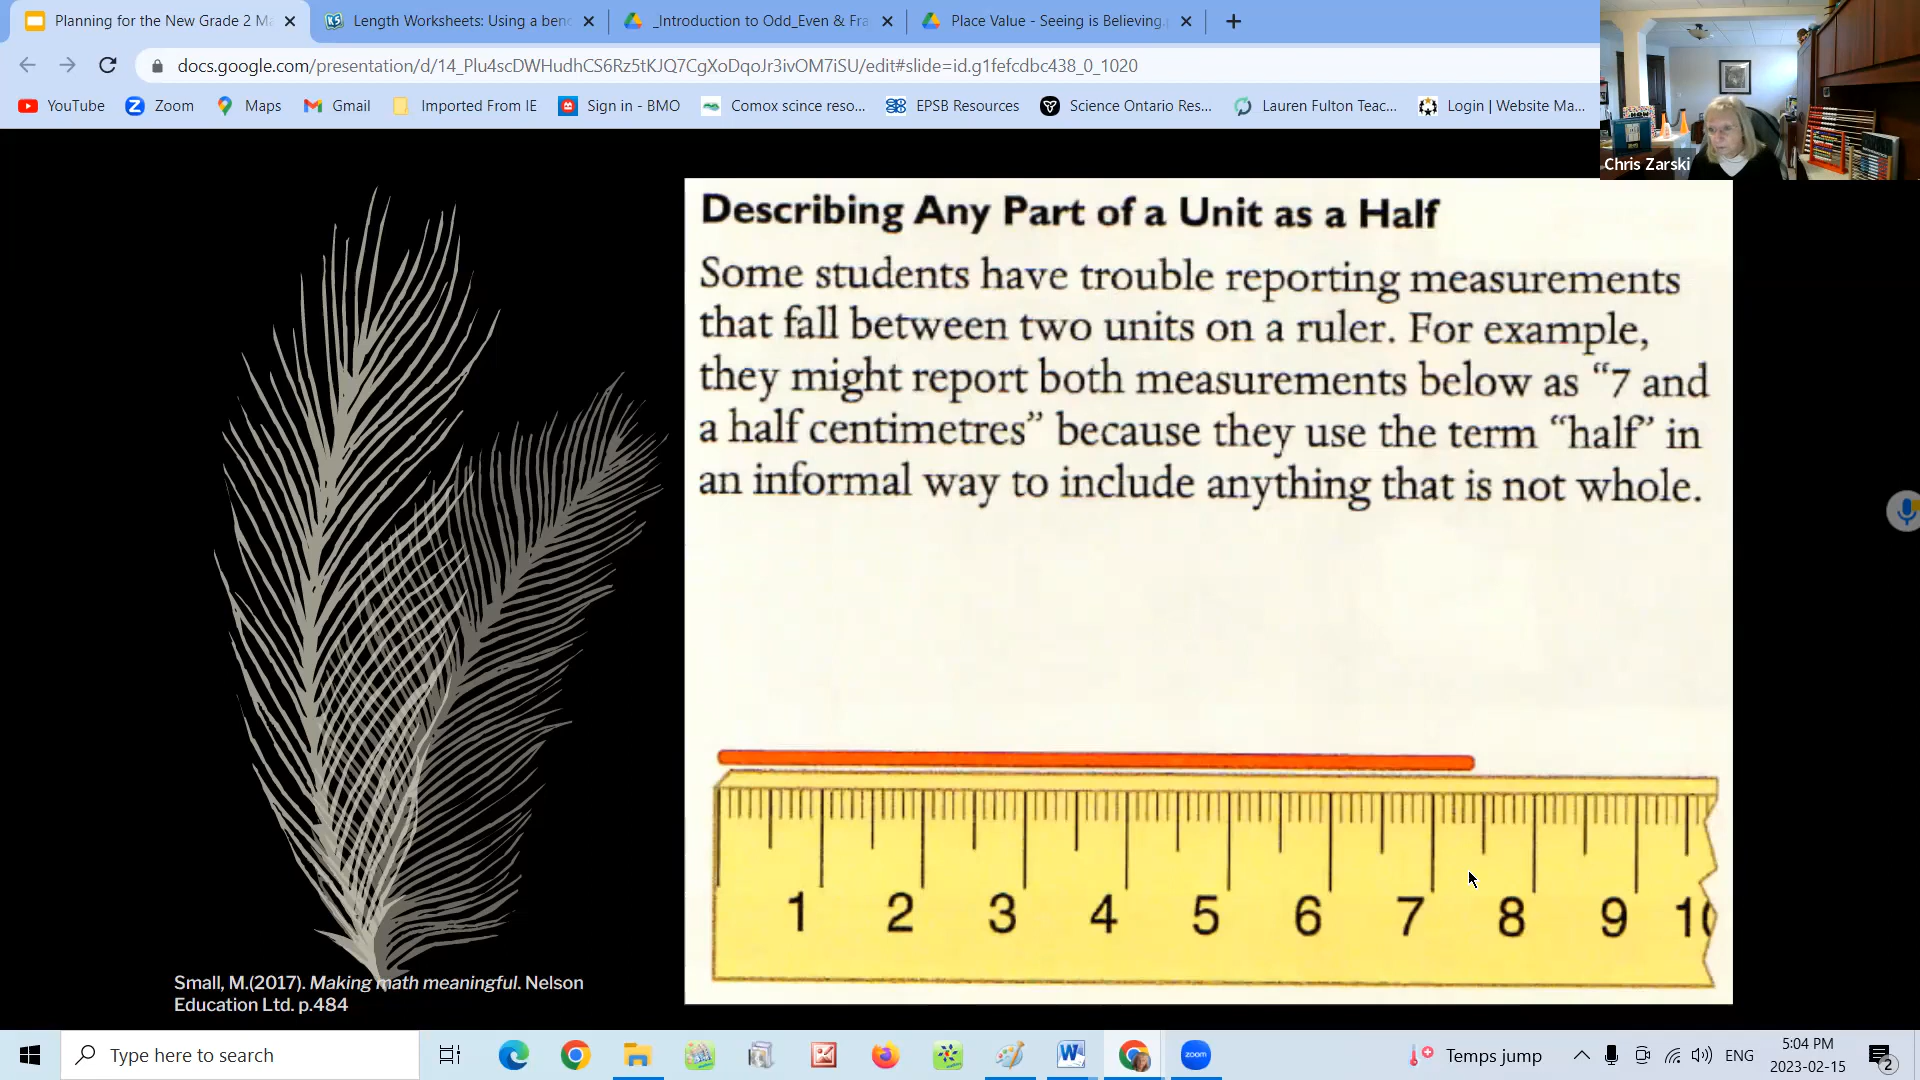 Planning for the New Grade 2 Ma
Length Worksheets: Using a ben
_Introduction to Odd_Even & Fra
Place Value - Seeing is Believing.
docs.google.com/presentation/d/14_Plu4scDWHudhCS6Rz5tKJQ7CgXoDqoJr3ivOM7iSU/edit#slide=id.g1fefcdbc438_0_1020
YouTube Zoom Maps Gmail Imported From IE Sign in - BMO Comox scince reso... EPSB Resources Science Ontario Res... Lauren Fulton Teac... Login | Website Ma...
Chris Zarski
Describing Any Part of a Unit as a Half
Some students have trouble reporting measurements
that fall between two units on a ruler. For example,
they might report both measurements below as “7 and
a half centimetres” because they use the term “half” in
an informal way to include anything that is not whole.
1 2 3 4 5 6 7 8 9 10
Small, M.(2017). Making math meaningful. Nelson
Education Ltd. p.484
Type here to search
W
zoom
Temps jump
ENG
5:04 PM
2023-02-15
2